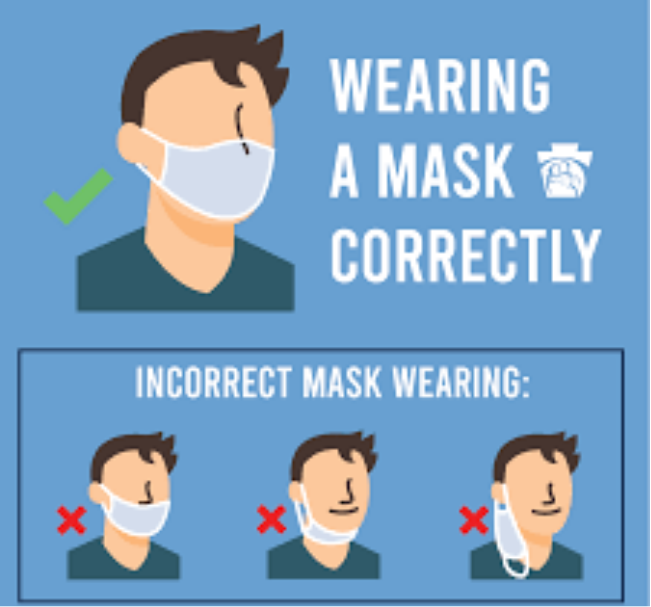 WEARING
A MASK
CORRECTLY
INCORRECT MASK WEARING: